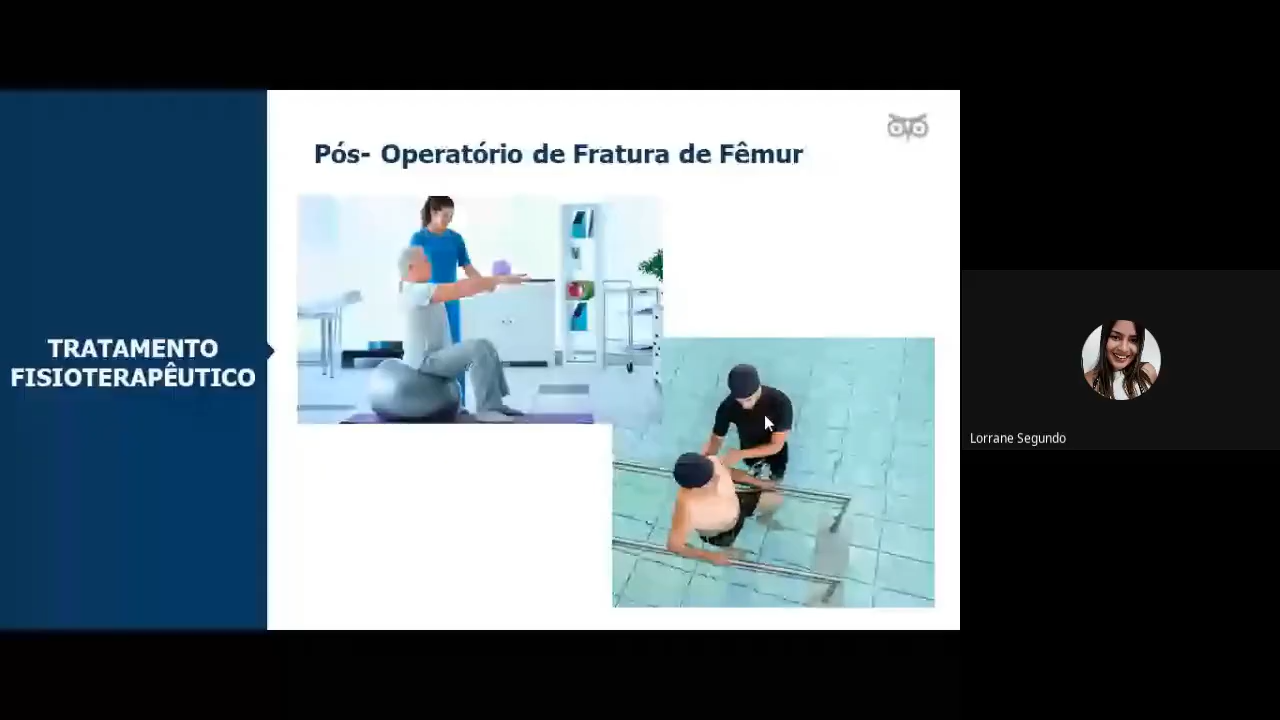 Pós- Operatório de Fratura de Fêmur
TRATAMENTO
FISIOTERAPÊUTICO
Lorrane Segundo